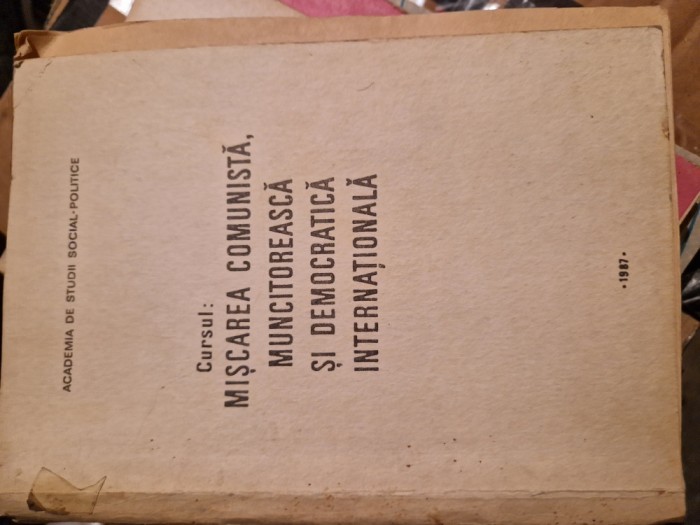 ACADEMIA DE STUDII SOCIAL-POLITICE
Cursul:
MIȘCAREA COMUNISTĂ,
MUNCITOREASCĂ
ȘI DEMOCRATICĂ
INTERNAȚIONALĂ
•1987•